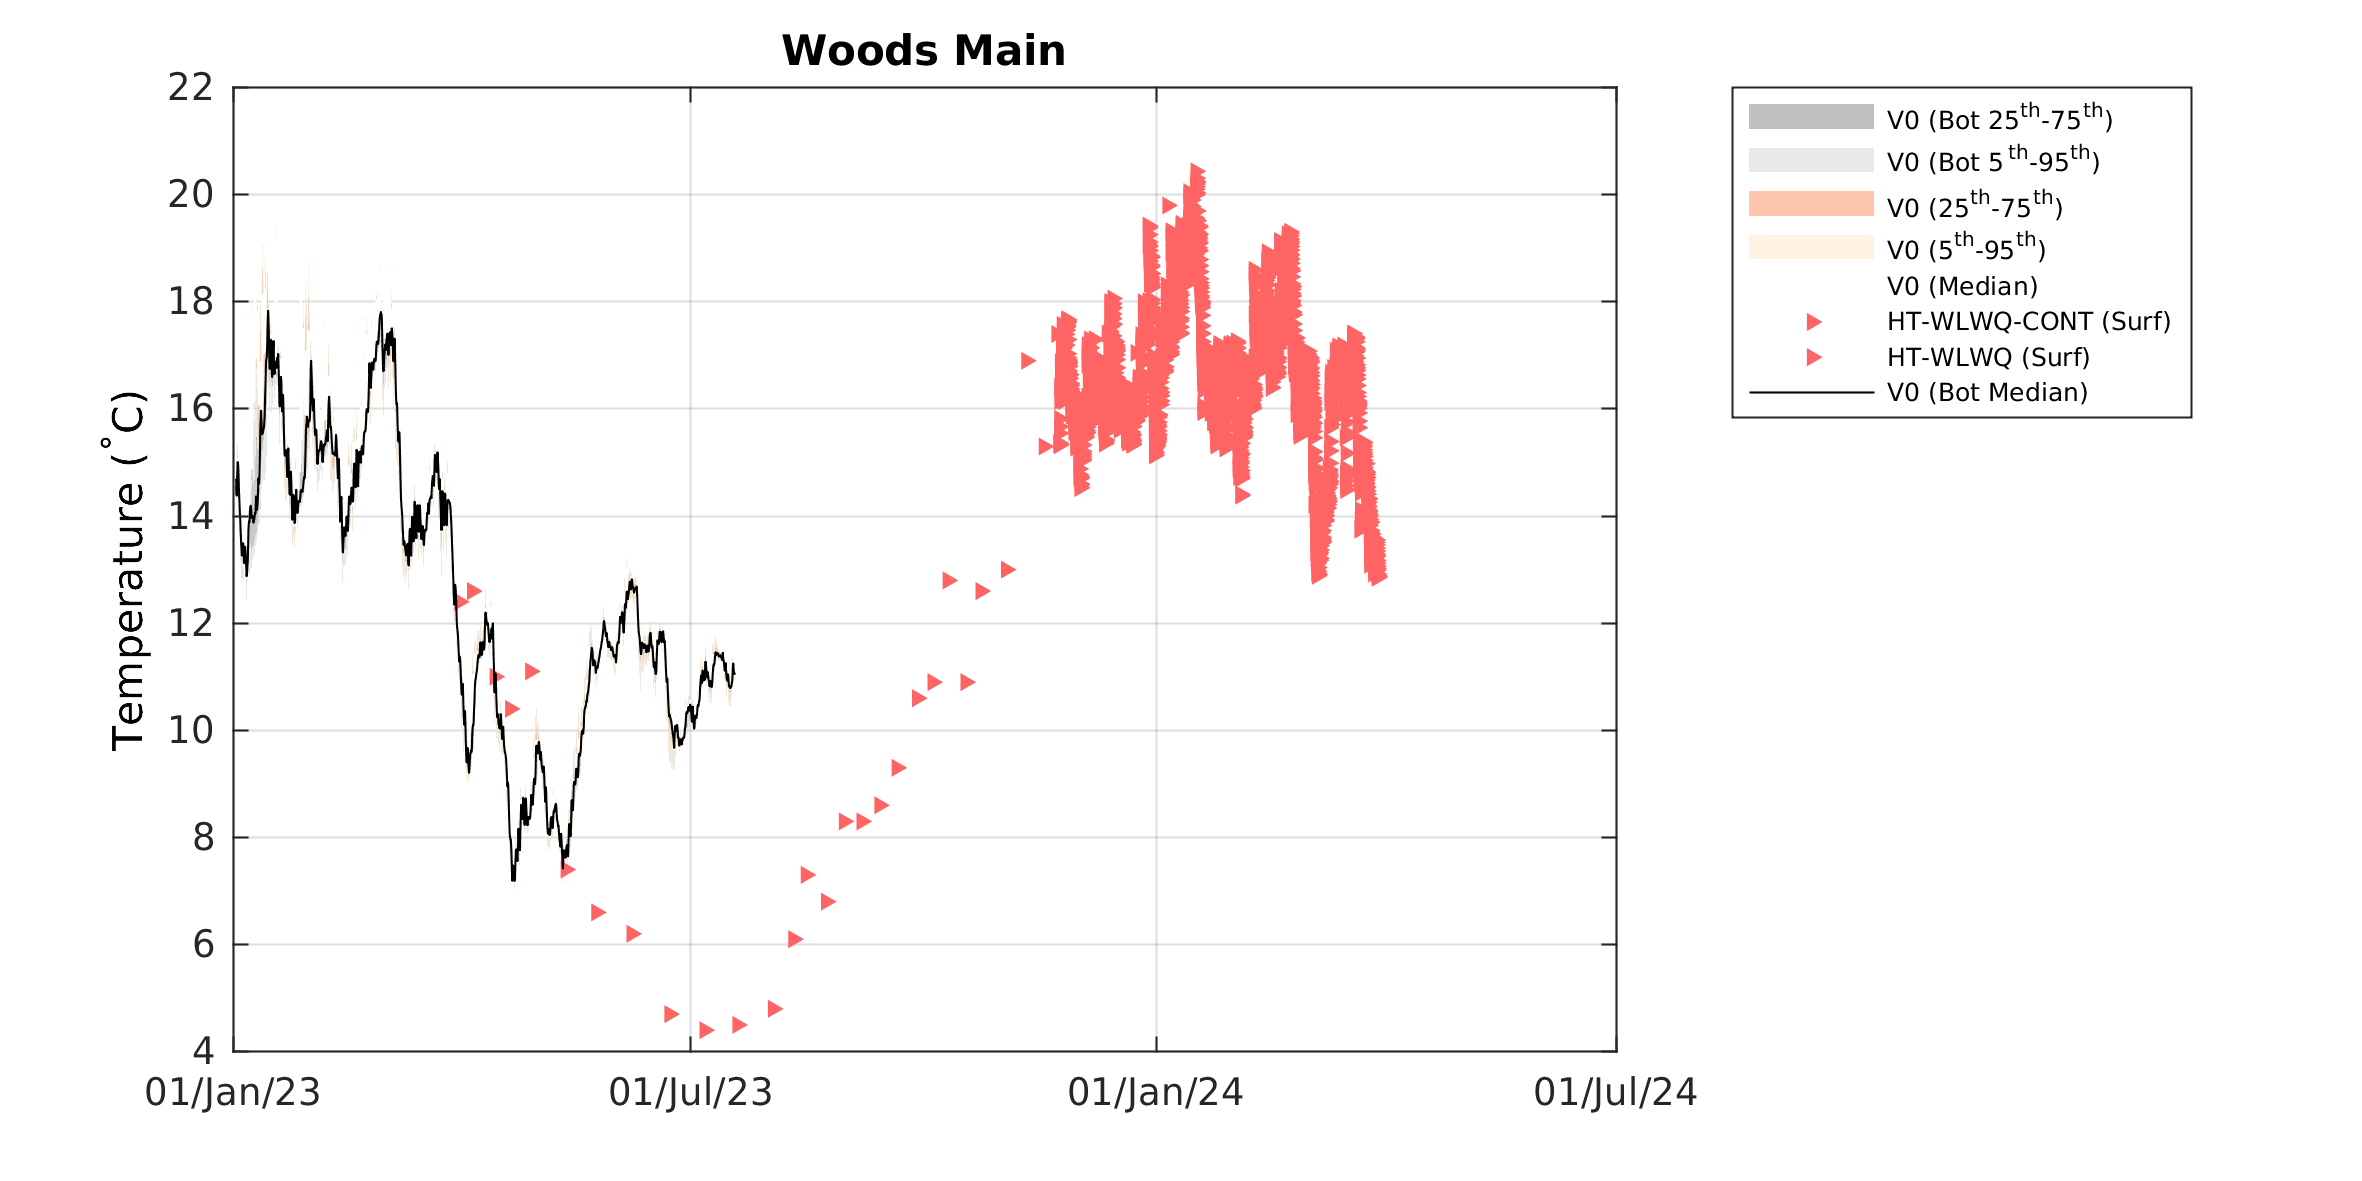 Woods Main
22
20
18
16
14
12
10
8
6
4
Temperature (˚C)
01/Jan/23
01/Jul/23
01/Jan/24
01/Jul/24
V0 (Bot 25th-75th)
V0 (Bot 5th-95th)
V0 (25th-75th)
V0 (5th-95th)
V0 (Median)
HT-WLWQ-CONT (Surf)
HT-WLWQ (Surf)
V0 (Bot Median)